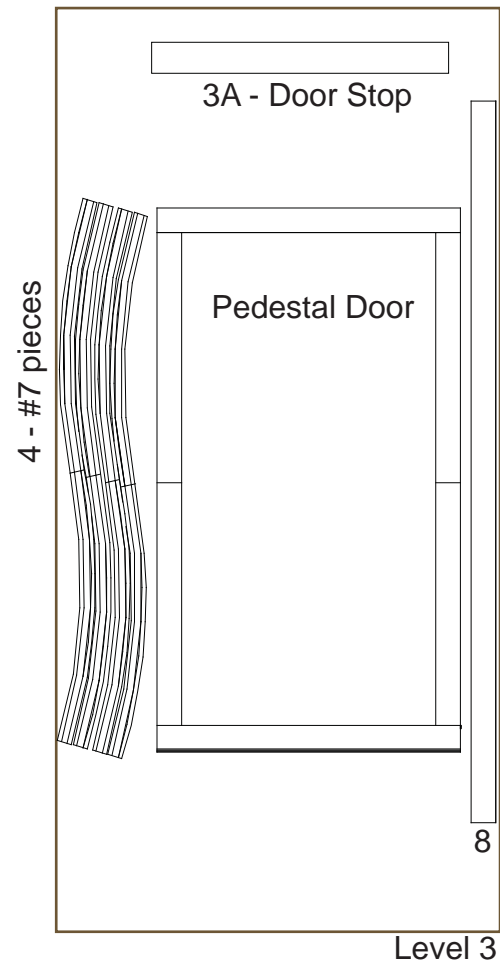 3A - Door Stop
Pedestal Door
4 - #7 pieces
8
Level 3